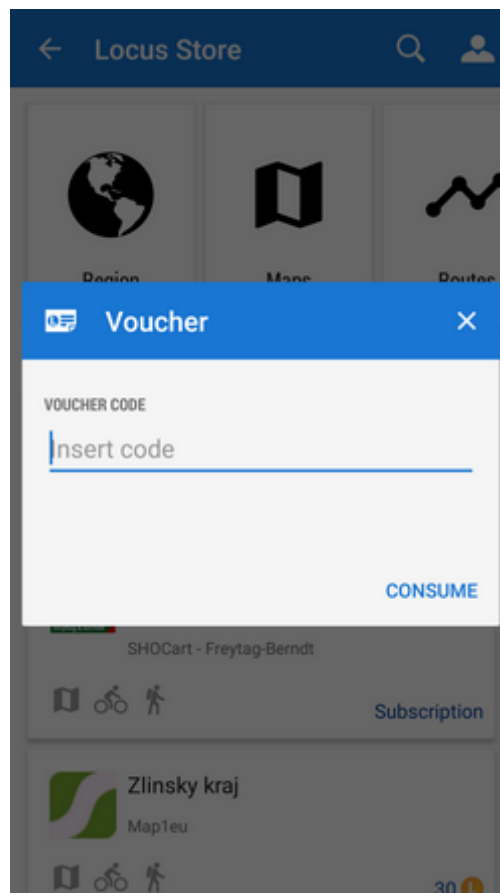 Locus Store
Region
Maps
Routes
Voucher
VOUCHER CODE
Insert code
CONSUME
SHOCart - Freytag-Berndt
Subscription
Zlinsky kraj
Map1eu
30 L